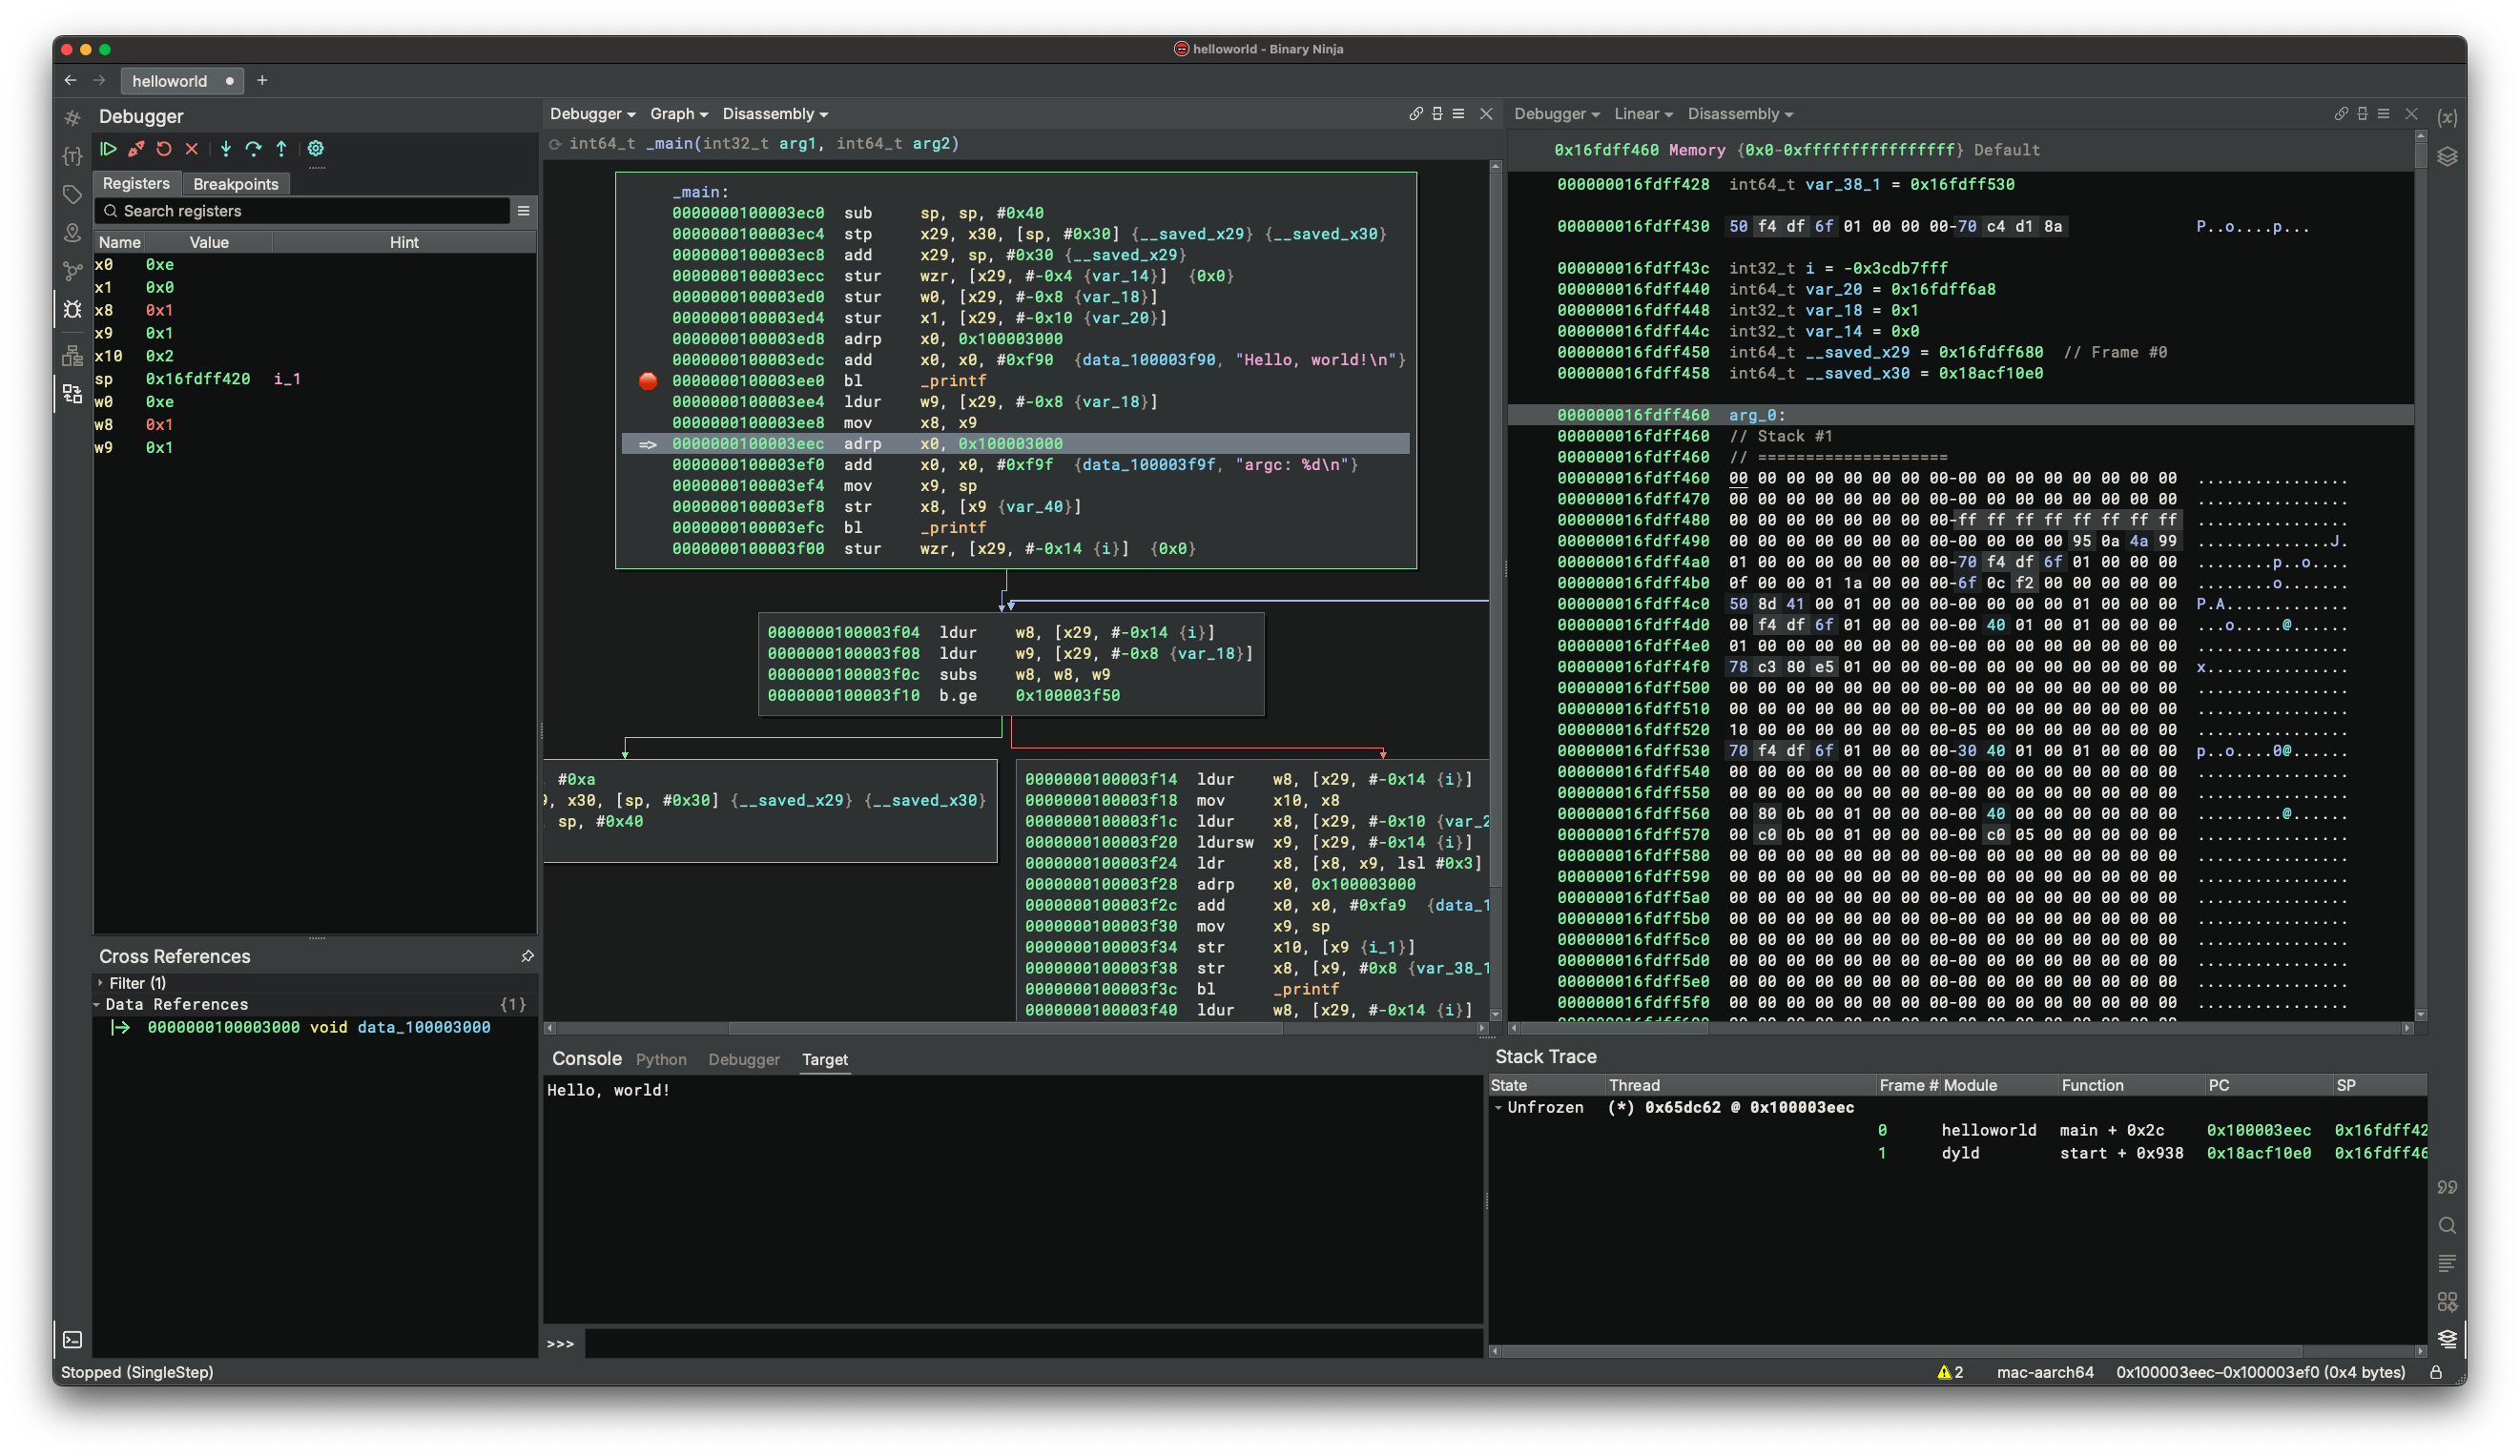 helloworld - Binary Ninja
helloworld
Debugger
Registers
Breakpoints
Search registers
Name Value Hint
x0 0xe
x1 0x0
x8 0x1
x9 0x1
x10 0x2
sp 0x16fdff420 i_1
w0 0xe
w8 0x1
w9 0x1
Cross References
Filter (1)
Data References {1}
0000000100003000 void data_100003000
Debugger Graph Disassembly
int64_t _main(int32_t arg1, int64_t arg2)
_main:
0000000100003ec0 sub sp, sp, #0x40
0000000100003ec4 stp x29, x30, [sp, #0x30] {__saved_x29} {__saved_x30}
0000000100003ec8 add x29, sp, #0x30 {__saved_x29}
0000000100003ecc stur wzr, [x29, #-0x4 {var_14}] {0x0}
0000000100003ed0 stur w0, [x29, #-0x8 {var_18}]
0000000100003ed4 stur x1, [x29, #-0x10 {var_20}]
0000000100003ed8 adrp x0, 0x100003000
0000000100003edc add x0, x0, #0xf90 {data_100003f90, "Hello, world!\n"}
0000000100003ee0 bl _printf
0000000100003ee4 ldur w9, [x29, #-0x8 {var_18}]
0000000100003ee8 mov x8, x9
=> 0000000100003eec adrp x0, 0x100003000
0000000100003ef0 add x0, x0, #0xf9f {data_100003f9f, "argc: %d\n"}
0000000100003ef4 mov x9, sp
0000000100003ef8 str x8, [x9 {var_40}]
0000000100003efc bl _printf
0000000100003f00 stur wzr, [x29, #-0x14 {i}] {0x0}
0000000100003f04 ldur w8, [x29, #-0x14 {i}]
0000000100003f08 ldur w9, [x29, #-0x8 {var_18}]
0000000100003f0c subs w8, w8, w9
0000000100003f10 b.ge 0x100003f50
#0xa
, x30, [sp, #0x30] {__saved_x29} {__saved_x30}
sp, #0x40
0000000100003f14 ldur w8, [x29, #-0x14 {i}]
0000000100003f18 mov x10, x8
0000000100003f1c ldur x8, [x29, #-0x10 {var_2
0000000100003f20 ldursw x9, [x29, #-0x14 {i}]
0000000100003f24 ldr x8, [x8, x9, lsl #0x3]
0000000100003f28 adrp x0, 0x100003000
0000000100003f2c add x0, x0, #0xfa9 {data_1
0000000100003f30 mov x9, sp
0000000100003f34 str x10, [x9 {i_1}]
0000000100003f38 str x8, [x9, #0x8 {var_38_1
0000000100003f3c bl _printf
0000000100003f40 ldur w8, [x29, #-0x14 {i}]
Debugger Linear Disassembly
0x16fdff460 Memory {0x0-0xffffffffffffffff} Default
000000016fdff428 int64_t var_38_1 = 0x16fdff530
000000016fdff430 50 f4 df 6f 01 00 00 00-70 c4 d1 8a P..o....p...
000000016fdff43c int32_t i = -0x3cdb7fff
000000016fdff440 int64_t var_20 = 0x16fdff6a8
000000016fdff448 int32_t var_18 = 0x1
000000016fdff44c int32_t var_14 = 0x0
000000016fdff450 int64_t __saved_x29 = 0x16fdff680 // Frame #0
000000016fdff458 int64_t __saved_x30 = 0x18acf10e0
000000016fdff460 arg_0:
000000016fdff460 // Stack #1
000000016fdff460 // ====================
000000016fdff460 00 00 00 00 00 00 00 00-00 00 00 00 00 00 00 00 ................
000000016fdff470 00 00 00 00 00 00 00 00-00 00 00 00 00 00 00 00 ................
000000016fdff480 00 00 00 00 00 00 00 00-ff ff ff ff ff ff ff ff ................
000000016fdff490 00 00 00 00 00 00 00 00-00 00 00 00 95 0a 4a 99 ..............J.
000000016fdff4a0 01 00 00 00 00 00 00 00-70 f4 df 6f 01 00 00 00 ........p..o....
000000016fdff4b0 0f 00 00 01 1a 00 00 00-6f 0c f2 00 00 00 00 00 ........o.......
000000016fdff4c0 50 8d 41 00 01 00 00 00-00 00 00 00 01 00 00 00 P.A.............
000000016fdff4d0 00 f4 df 6f 01 00 00 00-00 40 01 00 01 00 00 00 ...o.....@......
000000016fdff4e0 01 00 00 00 00 00 00 00-00 00 00 00 00 00 00 00 ................
000000016fdff4f0 78 c3 80 e5 01 00 00 00-00 00 00 00 00 00 00 00 x...............
000000016fdff500 00 00 00 00 00 00 00 00-00 00 00 00 00 00 00 00 ................
000000016fdff510 00 00 00 00 00 00 00 00-00 00 00 00 00 00 00 00 ................
000000016fdff520 10 00 00 00 00 00 00 00-05 00 00 00 00 00 00 00 ................
000000016fdff530 70 f4 df 6f 01 00 00 00-30 40 01 00 01 00 00 00 p..o....0@......
000000016fdff540 00 00 00 00 00 00 00 00-00 00 00 00 00 00 00 00 ................
000000016fdff550 00 00 00 00 00 00 00 00-00 00 00 00 00 00 00 00 ................
000000016fdff560 00 80 0b 00 01 00 00 00-00 40 00 00 00 00 00 00 .........@......
000000016fdff570 00 c0 0b 00 01 00 00 00-00 c0 05 00 00 00 00 00 ................
000000016fdff580 00 00 00 00 00 00 00 00-00 00 00 00 00 00 00 00 ................
000000016fdff590 00 00 00 00 00 00 00 00-00 00 00 00 00 00 00 00 ................
000000016fdff5a0 00 00 00 00 00 00 00 00-00 00 00 00 00 00 00 00 ................
000000016fdff5b0 00 00 00 00 00 00 00 00-00 00 00 00 00 00 00 00 ................
000000016fdff5c0 00 00 00 00 00 00 00 00-00 00 00 00 00 00 00 00 ................
000000016fdff5d0 00 00 00 00 00 00 00 00-00 00 00 00 00 00 00 00 ................
000000016fdff5e0 00 00 00 00 00 00 00 00-00 00 00 00 00 00 00 00 ................
000000016fdff5f0 00 00 00 00 00 00 00 00-00 00 00 00 00 00 00 00 ................
Console Python Debugger Target
Hello, world!
>>>
Stack Trace
State Thread Frame # Module Function PC SP
Unfrozen (*) 0x65dc62 @ 0x100003eec
0 helloworld main + 0x2c 0x100003eec 0x16fdff42
1 dyld start + 0x938 0x18acf10e0 0x16fdff46
Stopped (SingleStep)
2 mac-aarch64 0x100003eec–0x100003ef0 (0x4 bytes)